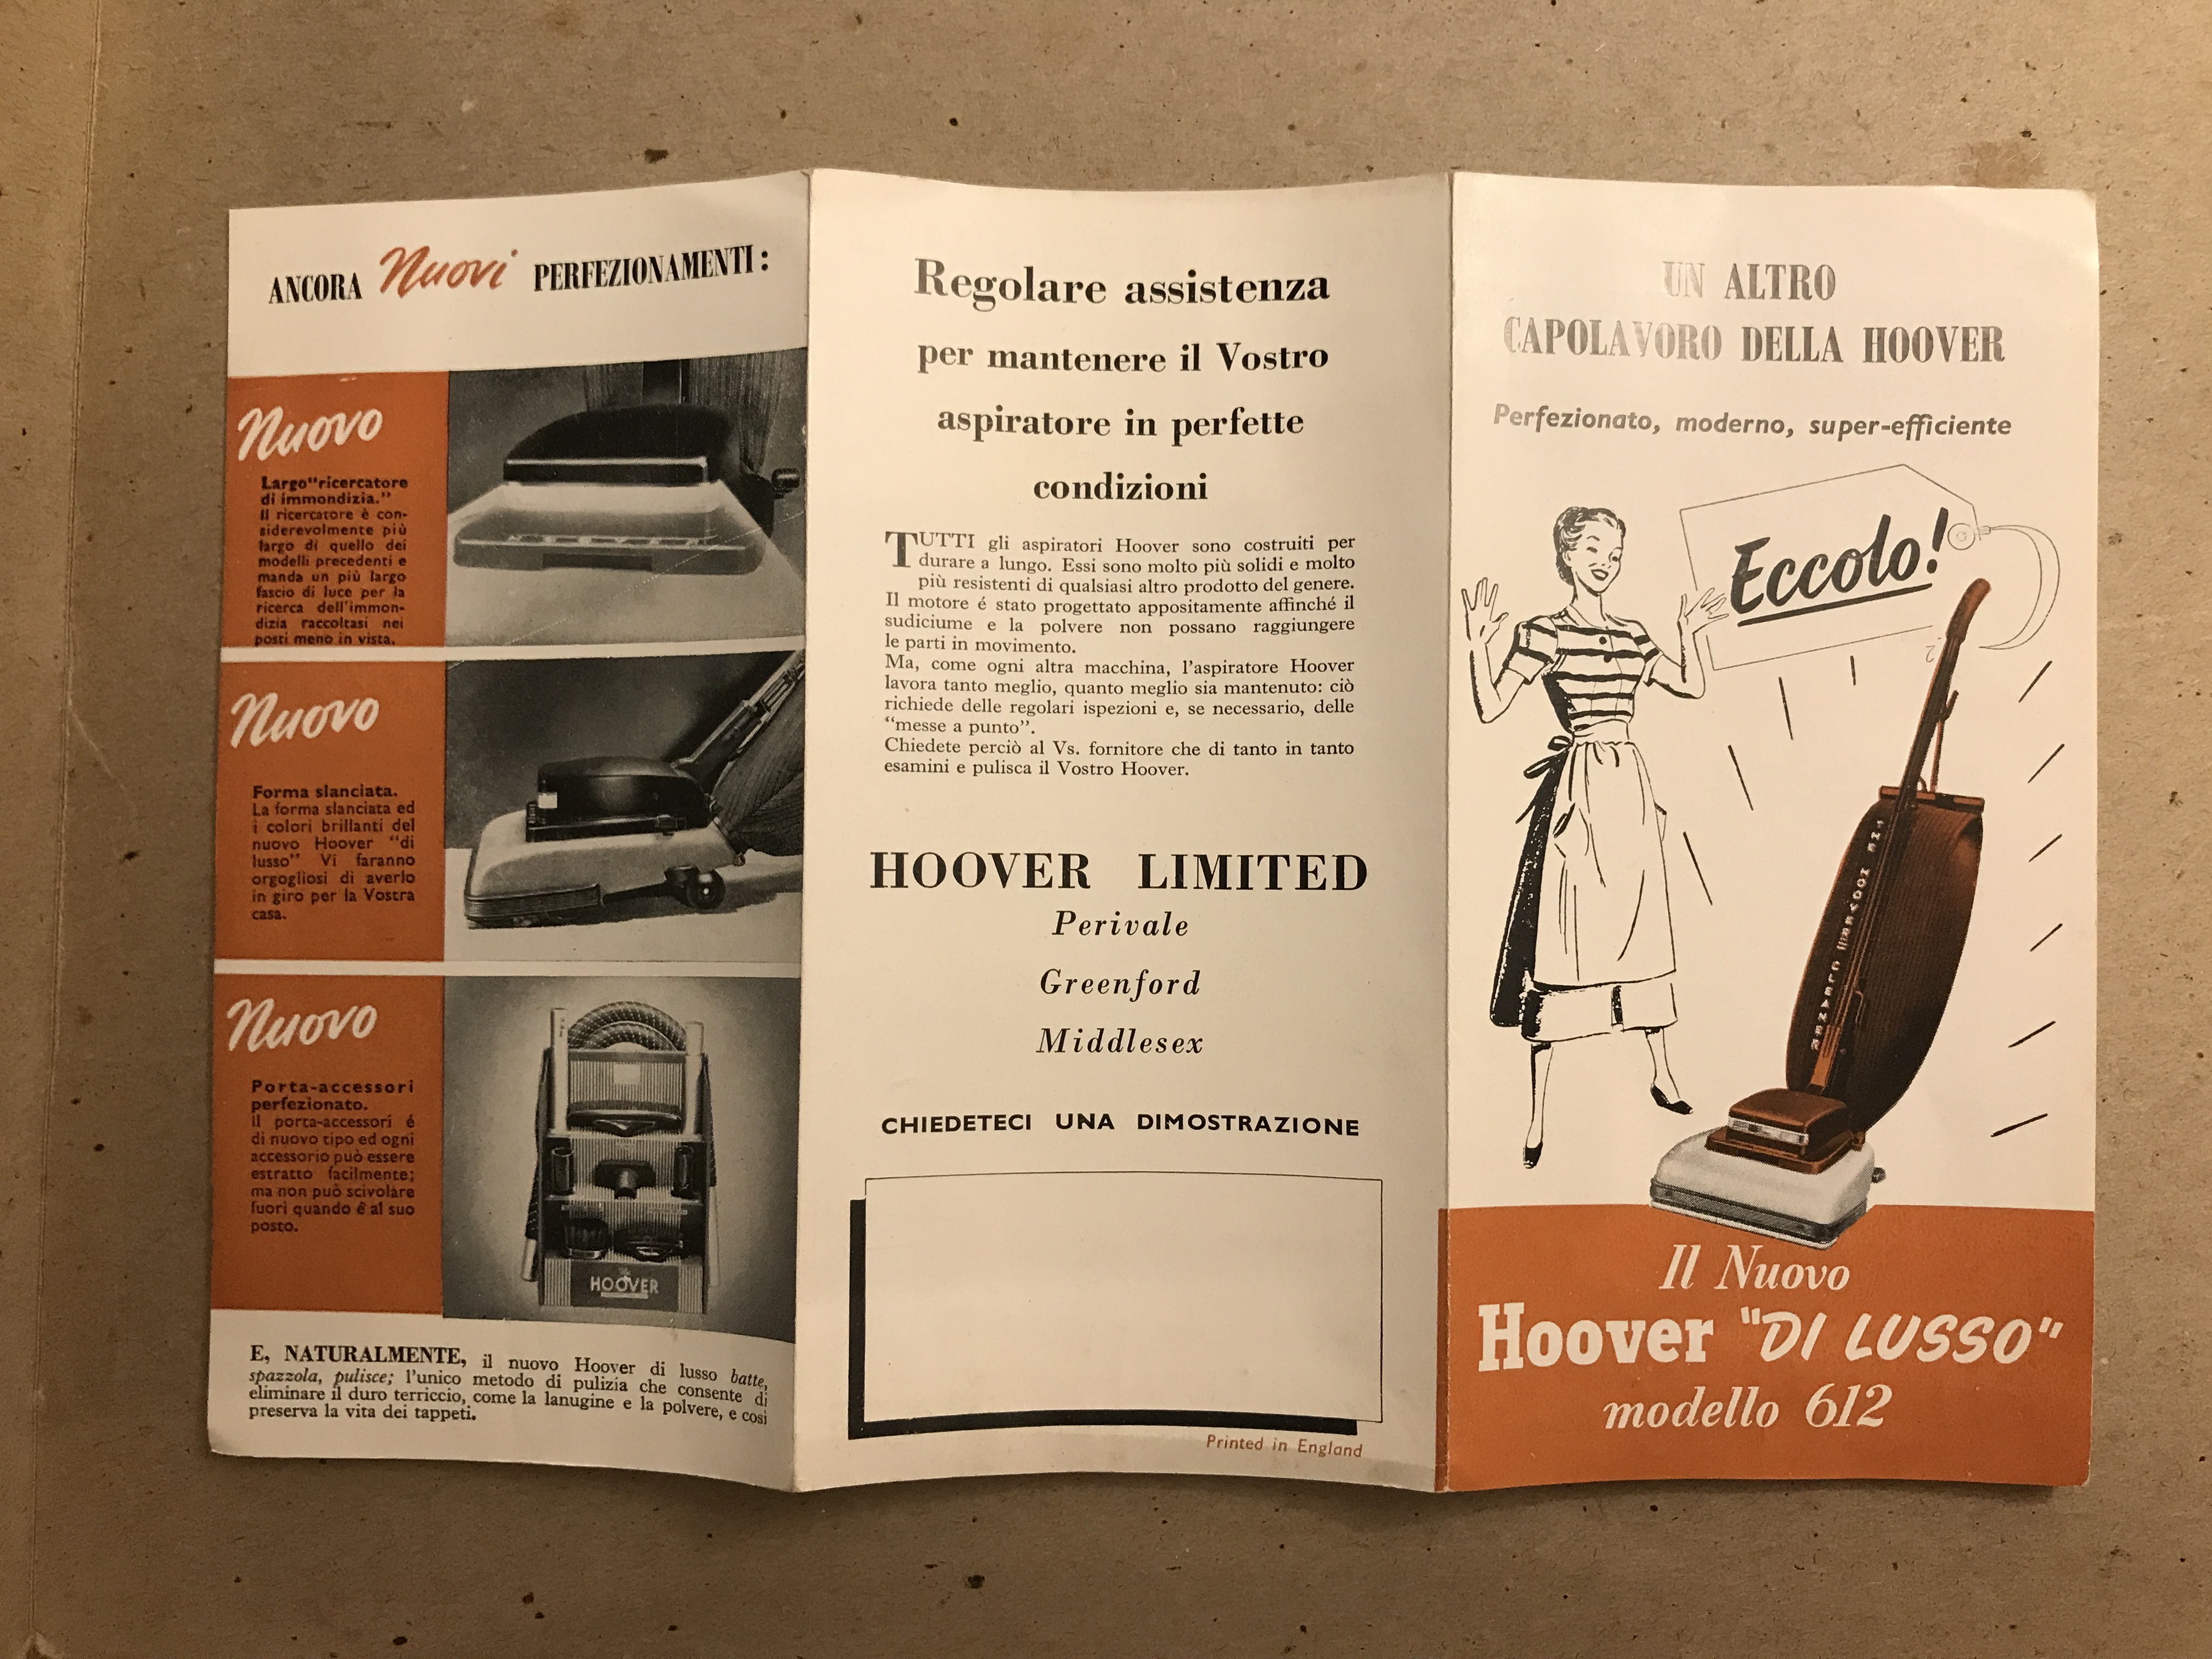 ANCORA Nuovi PERFEZIONAMENTI:
Nuovo
Largo "ricercatore
di immondizia."
Il ricercatore è con-
siderevolmente più
largo di quello dei
modelli precedenti e
manda un più largo
fascio di luce per la
ricerca dell'immon-
dizia raccoltasi nei
posti meno in vista.
HOOVER
Nuovo
Forma slanciata.
La forma slanciata ed
i colori brillanti del
nuovo Hoover "di
lusso" Vi faranno
orgogliosi di averlo
in giro per la Vostra
casa.
Nuovo
Porta-accessori
perfezionato.
Il porta-accessori é
di nuovo tipo ed ogni
accessorio può essere
estratto facilmente;
ma non può scivolare
fuori quando é al suo
posto.
HOOVER
E, NATURALMENTE, il nuovo Hoover di lusso batte,
spazzola, pulisce; l'unico metodo di pulizia che consente di
eliminare il duro terriccio, come la lanugine e la polvere, e cosi
preserva la vita dei tappeti.
Regolare assistenza
per mantenere il Vostro
aspiratore in perfette
condizioni
TUTTI gli aspiratori Hoover sono costruiti per
durare a lungo. Essi sono molto più solidi e molto
più resistenti di qualsiasi altro prodotto del genere.
Il motore é stato progettato appositamente affinché il
sudiciume e la polvere non possano raggiungere
le parti in movimento.
Ma, come ogni altra macchina, l'aspiratore Hoover
lavora tanto meglio, quanto meglio sia mantenuto: ciò
richiede delle regolari ispezioni e, se necessario, delle
"messe a punto".
Chiedete perciò al Vs. fornitore che di tanto in tanto
esamini e pulisca il Vostro Hoover.
HOOVER LIMITED
Perivale
Greenford
Middlesex
CHIEDETECI UNA DIMOSTRAZIONE
Printed in England
UN ALTRO
CAPOLAVORO DELLA HOOVER
Perfezionato, moderno, super-efficiente
Eccolo!
THE HOOVER CLEANER
Il Nuovo
Hoover "DI LUSSO"
modello 612